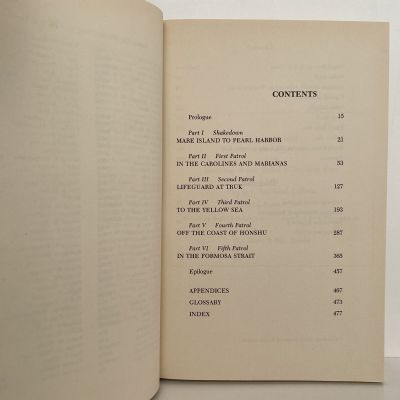 CONTENTS
Prologue 15
Part I Shakedown
MARE ISLAND TO PEARL HARBOR 21
Part II First Patrol
IN THE CAROLINES AND MARIANAS 53
Part III Second Patrol
LIFEGUARD AT TRUK 127
Part IV Third Patrol
TO THE YELLOW SEA 193
Part V Fourth Patrol
OFF THE COAST OF HONSHU 287
Part VI Fifth Patrol
IN THE FORMOSA STRAIT 365
Epilogue 457
APPENDICES 467
GLOSSARY 473
INDEX 477